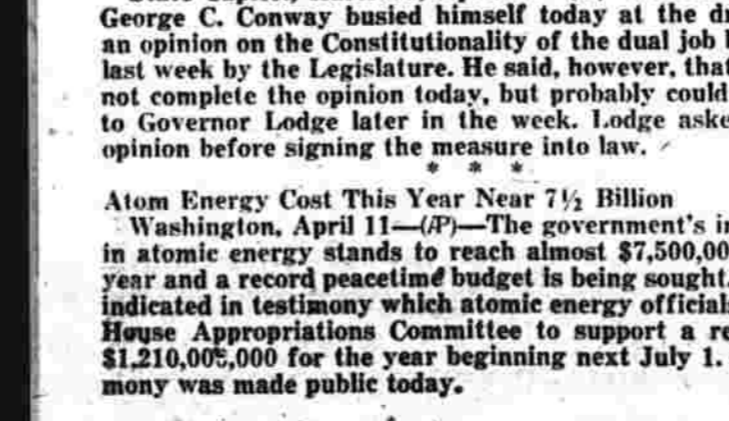 George C. Conway busied himself today at the
an opinion on the Constitutionality of the dual job
last week by the Legislature. He said, however, that
not complete the opinion today, but probably could
to Governor Lodge later in the week. Lodge aske
opinion before signing the measure into law.
* * *
Atom Energy Cost This Year Near 7½ Billion
Washington, April 11—(AP)—The government's in
in atomic energy stands to reach almost $7,500,00
year and a record peacetime budget is being sought.
indicated in testimony which atomic energy official
House Appropriations Committee to support a re
$1,210,000,000 for the year beginning next July 1.
mony was made public today.